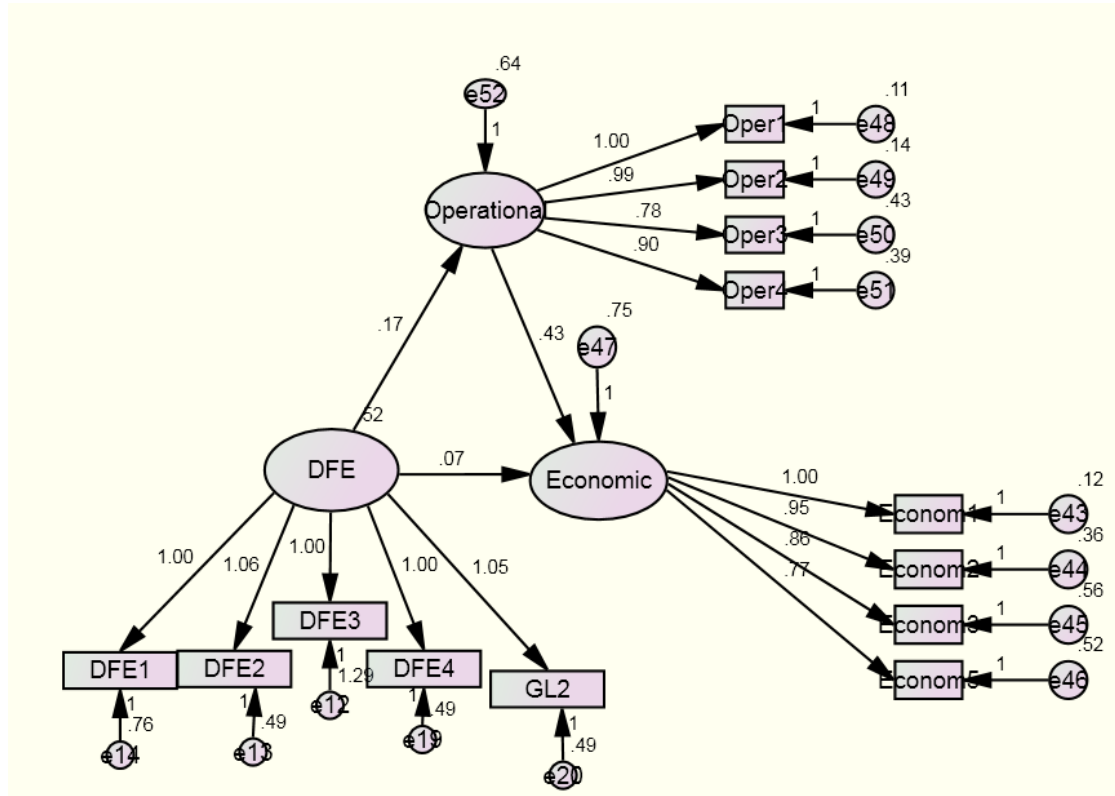 .64
e52
1
.11
Oper1
1
e48
1.00
.14
Oper2
1
e49
.99
Operational
.43
.78
Oper3
1
e50
.39
.90
Oper4
1
e51
.17
.43
.75
e47
1
.52
DFE
.07
Economic
1.00
.12
Econom1
1
e43
.95
.36
Econom2
1
e44
.86
.56
Econom3
1
e45
.77
.52
Econom5
1
e46
1.00
1.06
1.00
1.00
1.05
DFE1
DFE2
DFE3
DFE4
GL2
1
.76
e14
1
.49
e13
1
1.29
e12
1
.49
e19
1
.49
e20